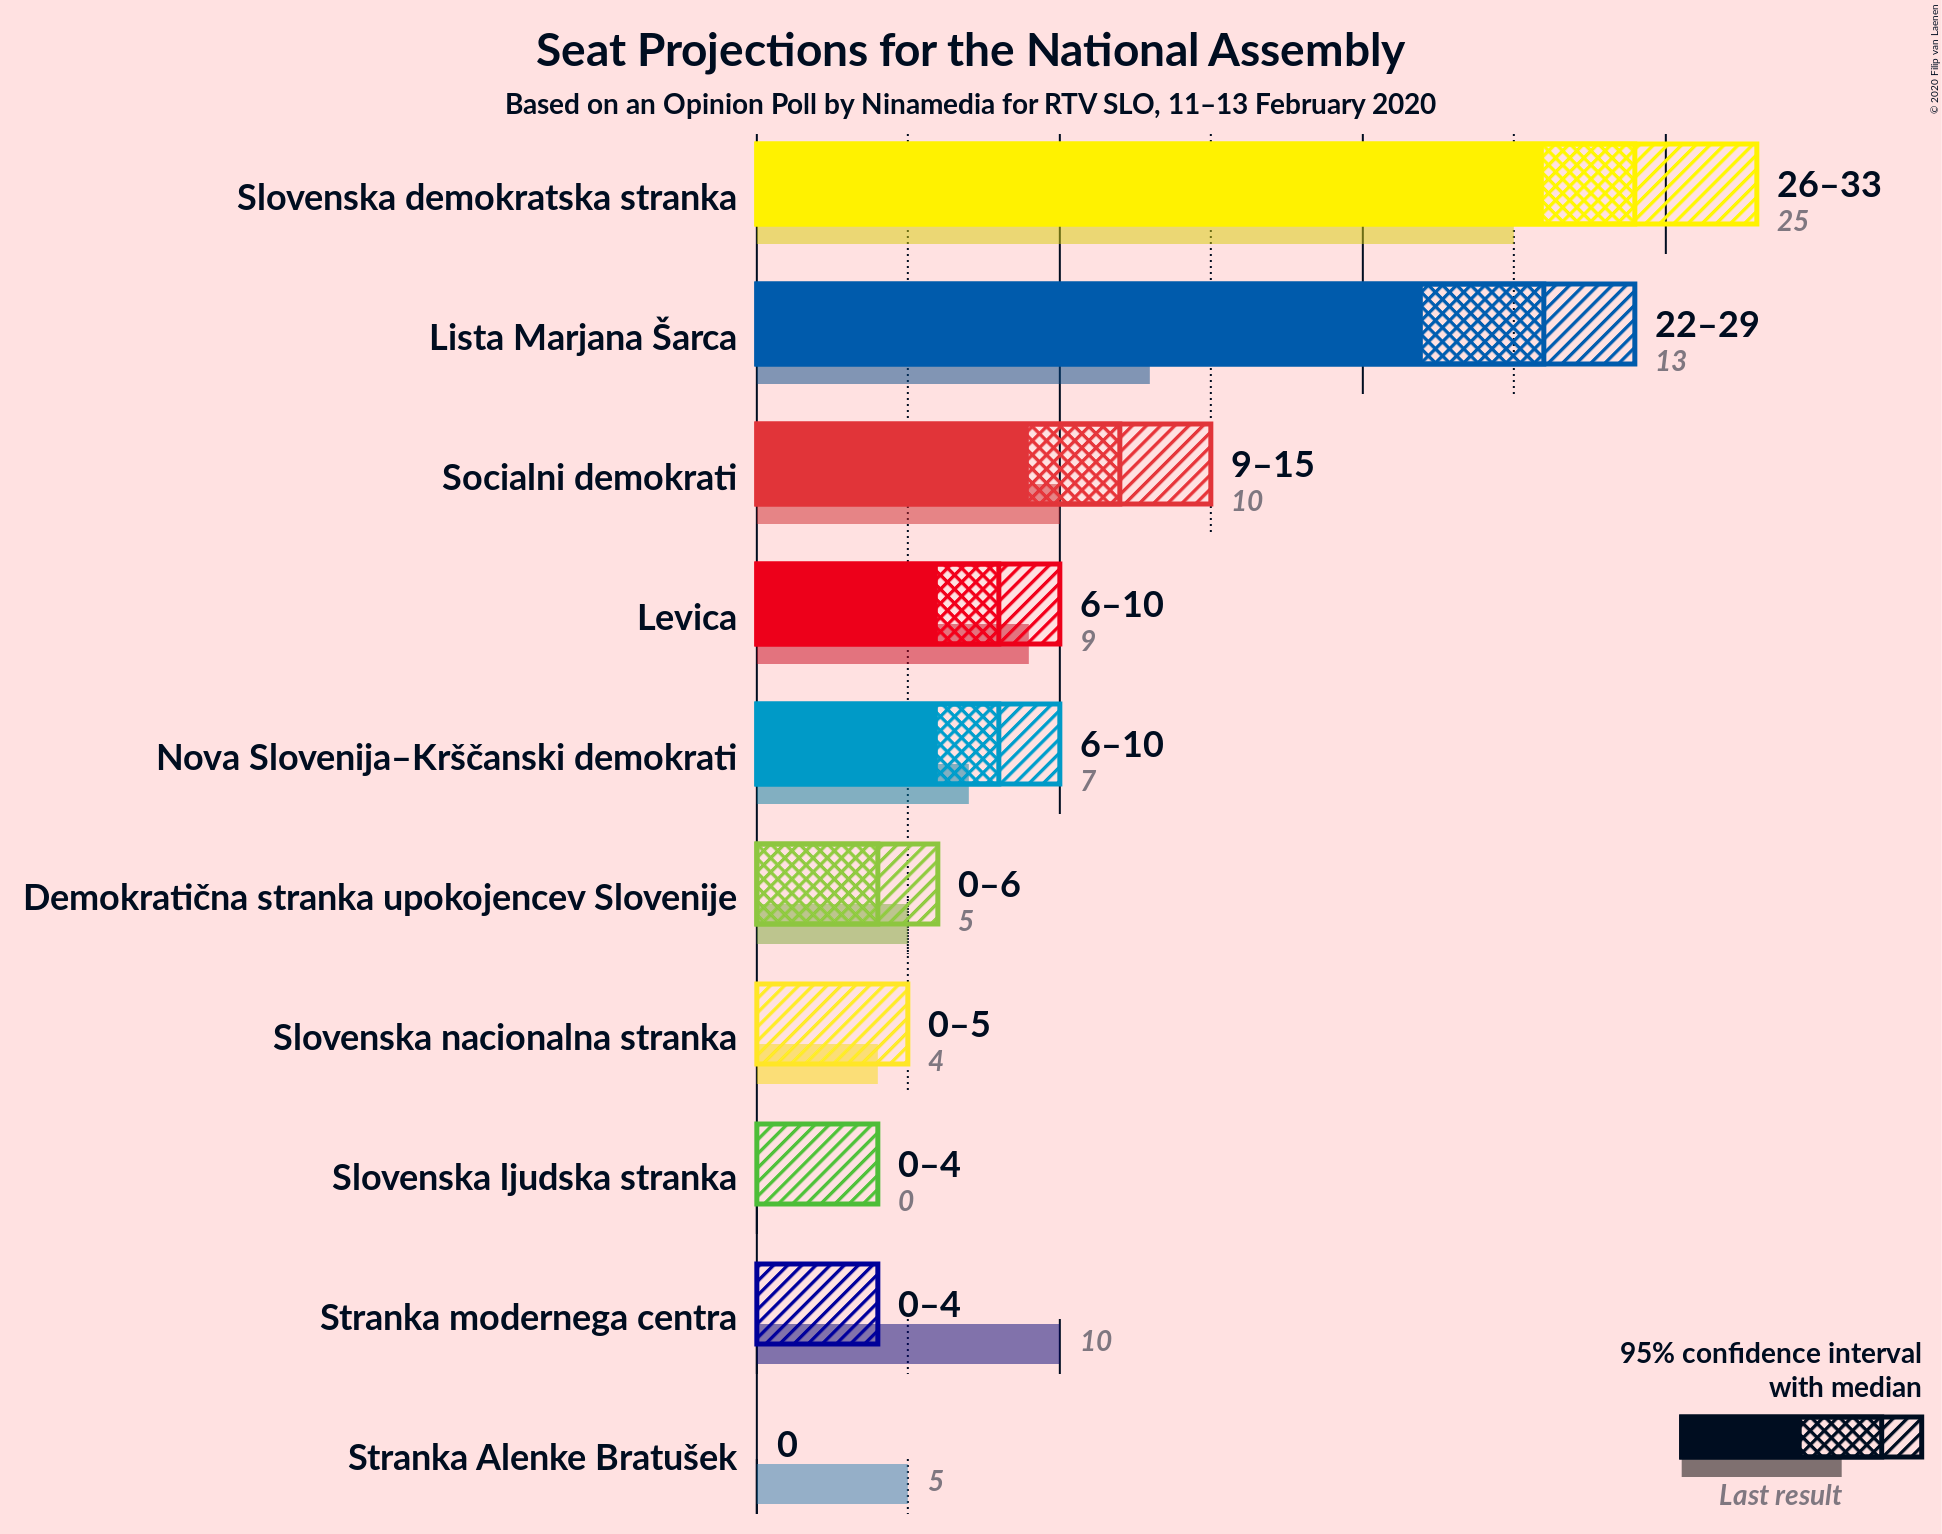 Seat Projections for the National Assembly
Based on an Opinion Poll by Ninamedia for RTV SLO, 11–13 February 2020
© 2020 Filip van Laenen
Slovenska demokratska stranka
26–33
25
Lista Marjana Šarca
22–29
13
Socialni demokrati
9–15
10
Levica
6–10
9
Nova Slovenija–Krščanski demokrati
6–10
7
Demokratična stranka upokojencev Slovenije
0–6
5
Slovenska nacionalna stranka
0–5
4
Slovenska ljudska stranka
0–4
0
Stranka modernega centra
0–4
10
Stranka Alenke Bratušek
0
5
95% confidence interval
with median
Last result